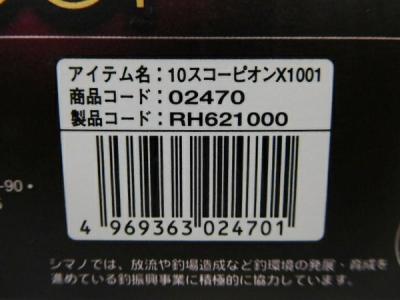 アイテム名：10スコーピオンX1001
商品コード：02470
製品コード：RH621000
-90・
4 969363 024701
シマノでは、放流や釣場造成など釣環境の発展・育成を
進めている釣振興事業に積極的に協力しています。